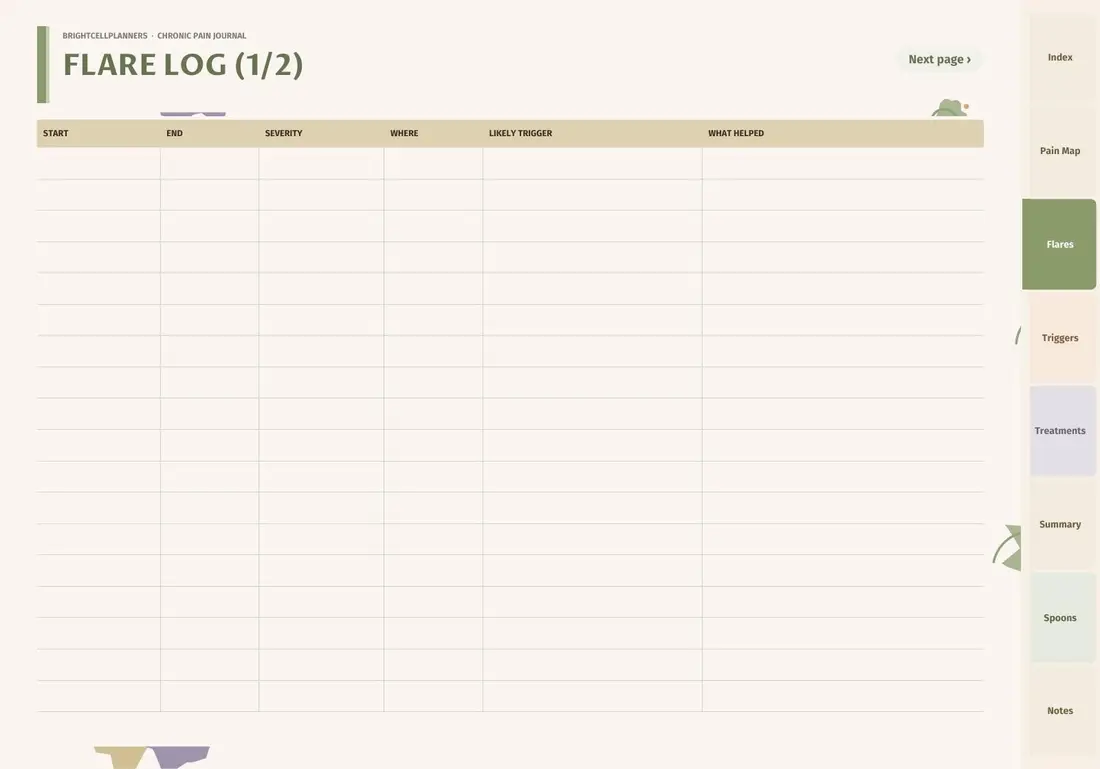 BRIGHTCELLPLANNERS · CHRONIC PAIN JOURNAL
FLARE LOG (1/2)
Next page ›
START END SEVERITY WHERE LIKELY TRIGGER WHAT HELPED
Index
Pain Map
Flares
Triggers
Treatments
Summary
Spoons
Notes